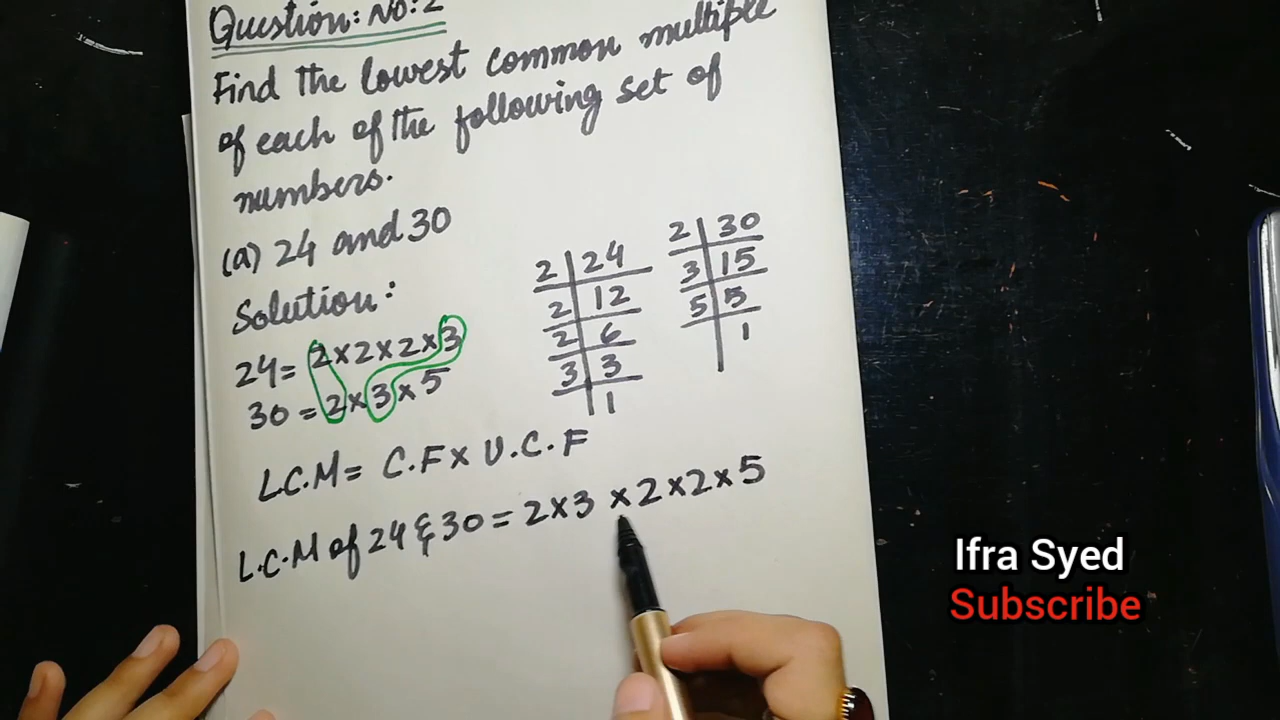 Question: No: 2
Find the lowest common multiple
of each of the following set of
numbers.
(a) 24 and 30
Solution:
24 = 2 × 2 × 2 × 3
30 = 2 × 3 × 5
2 | 24
2 | 12
2 | 6
3 | 3
| 1
2 | 30
3 | 15
5 | 5
| 1
L.C.M = C.F × U.C.F
L.C.M of 24 & 30 = 2 × 3 × 2 × 2 × 5
Ifra Syed
Subscribe